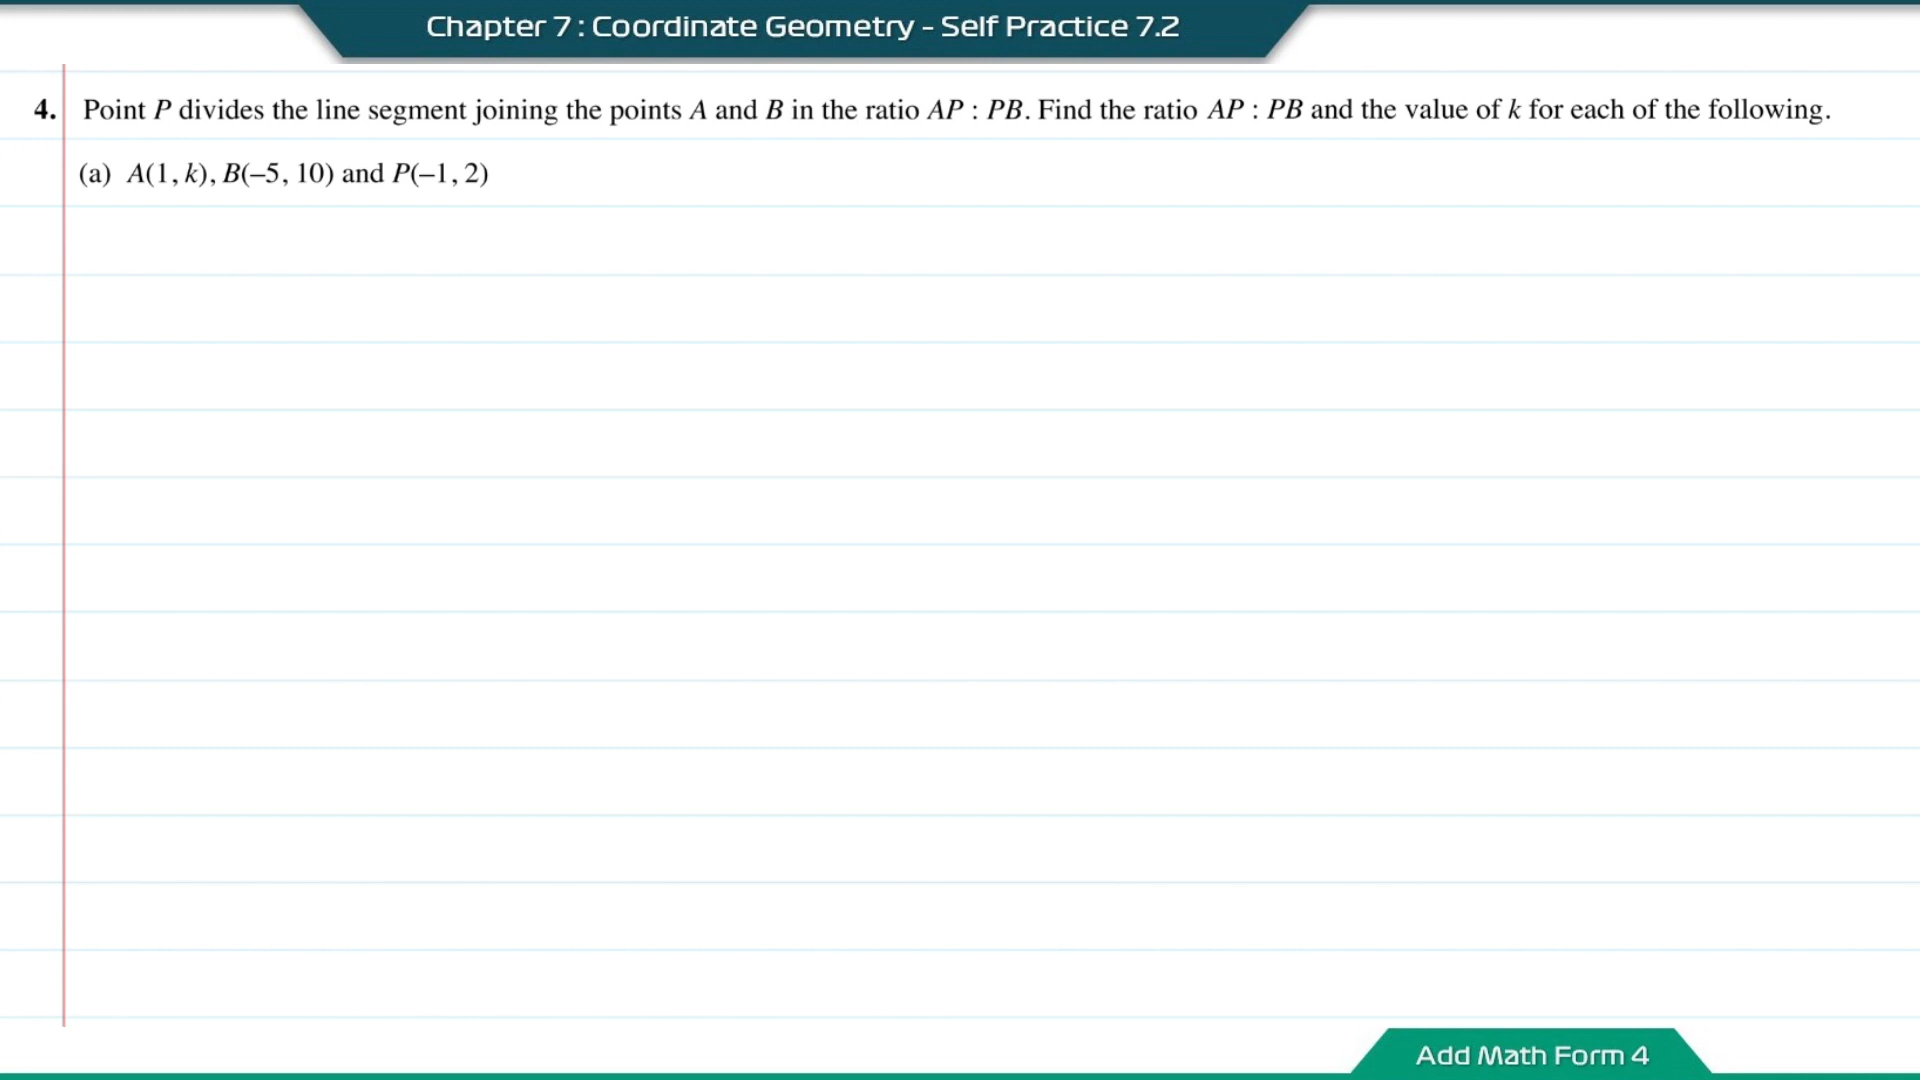 Chapter 7 : Coordinate Geometry - Self Practice 7.2
4. Point P divides the line segment joining the points A and B in the ratio AP : PB. Find the ratio AP : PB and the value of k for each of the following.
(a) A(1, k), B(–5, 10) and P(–1, 2)
Add Math Form 4